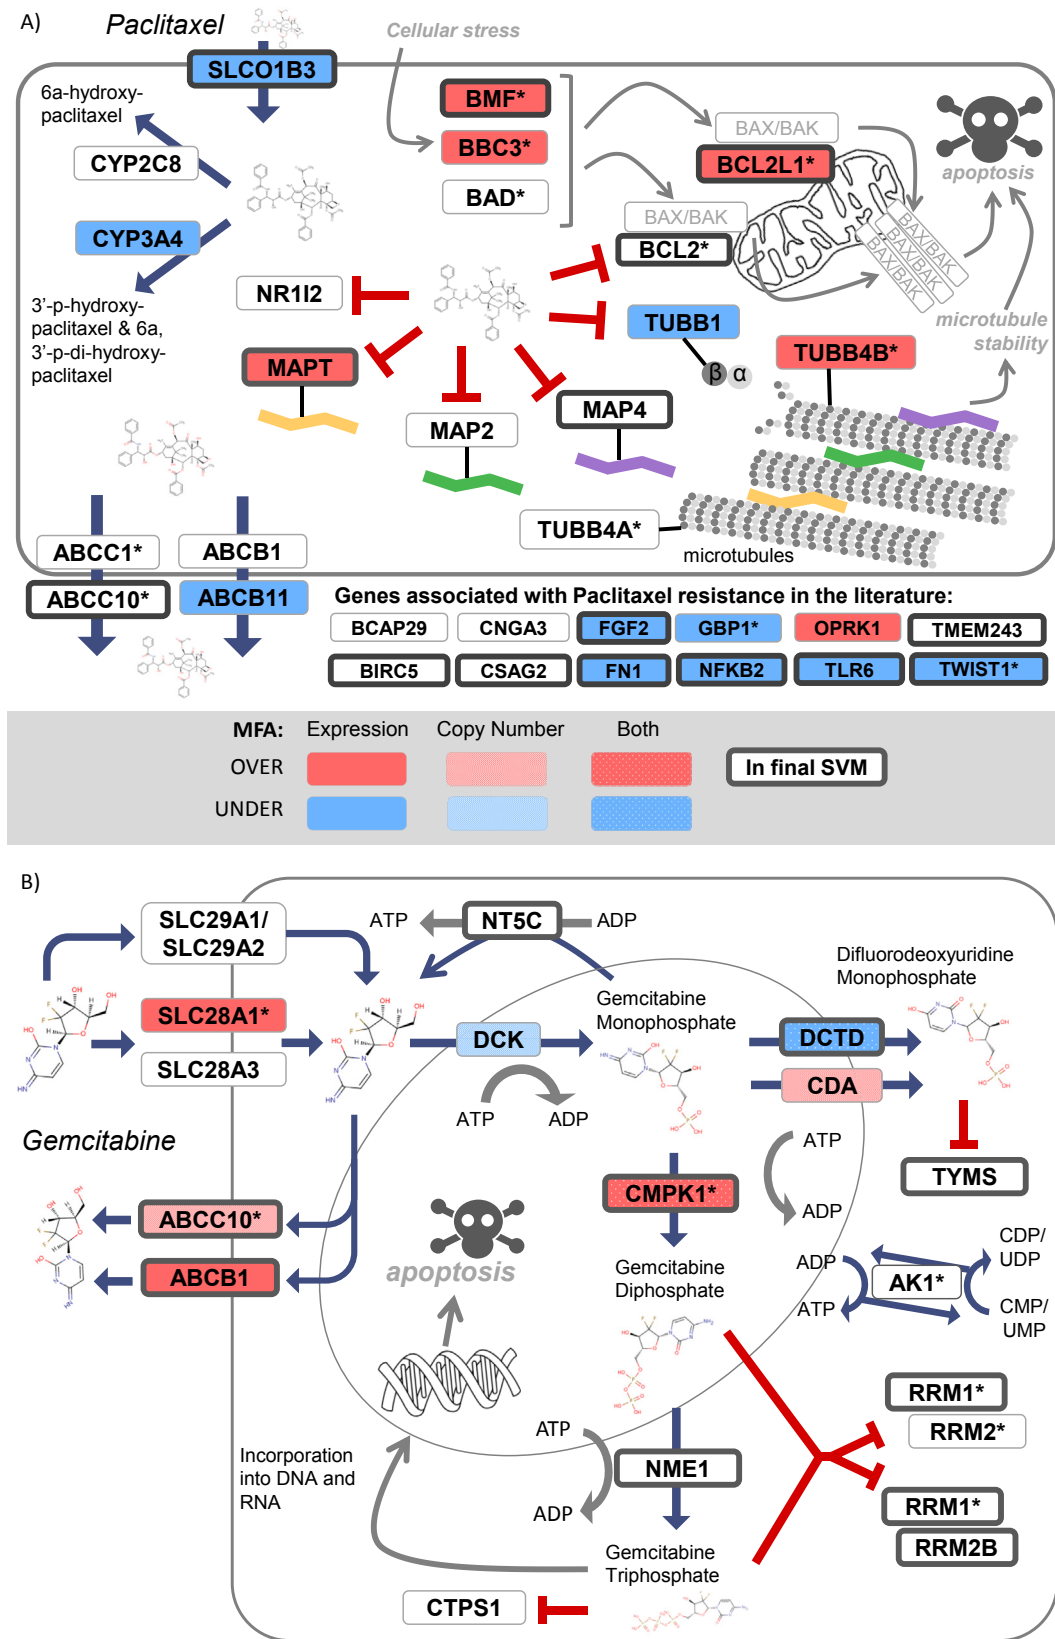 A)
Paclitaxel
Cellular stress
SLCO1B3
6a-hydroxy-
paclitaxel
BMF*
BAX/BAK
CYP2C8
BBC3*
BCL2L1*
apoptosis
BAD*
BAX/BAK
BAX/BAK
BAX/BAK
BAX/BAK
CYP3A4
BCL2*
NR1I2
3'-p-hydroxy-
paclitaxel & 6a,
3'-p-di-hydroxy-
paclitaxel
TUBB1
microtubule
stability
MAPT
TUBB4B*
β α
MAP2
MAP4
TUBB4A*
microtubules
ABCC1*
ABCB1
ABCC10*
ABCB11
Genes associated with Paclitaxel resistance in the literature:
BCAP29 CNGA3 FGF2 GBP1* OPRK1 TMEM243
BIRC5 CSAG2 FN1 NFKB2 TLR6 TWIST1*
MFA: Expression Copy Number Both
OVER
In final SVM
UNDER
B)
SLC29A1/
SLC29A2
ATP
NT5C
ADP
Difluorodeoxyuridine
Monophosphate
Gemcitabine
Monophosphate
SLC28A1*
DCK
DCTD
SLC28A3
CDA
ATP
ADP
ATP
Gemcitabine
TYMS
CMPK1*
ADP
ABCC10*
CDP/
UDP
ADP
AK1*
ABCB1
apoptosis
Gemcitabine
Diphosphate
ATP
CMP/
UMP
RRM1*
RRM2*
ATP
Incorporation
into DNA and
RNA
NME1
ADP
RRM1*
RRM2B
Gemcitabine
Triphosphate
CTPS1